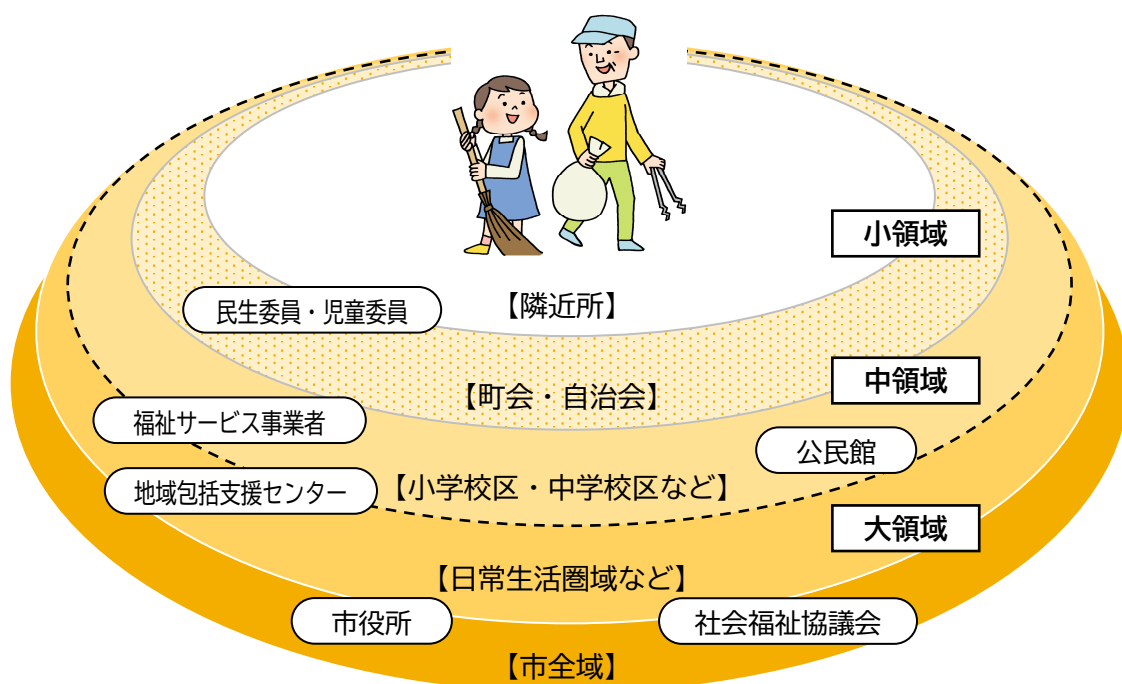 小領域
民生委員・児童委員
【隣近所】
中領域
【町会・自治会】
福祉サービス事業者
公民館
地域包括支援センター
【小学校区・中学校区など】
大領域
【日常生活圏域など】
市役所
社会福祉協議会
【市全域】